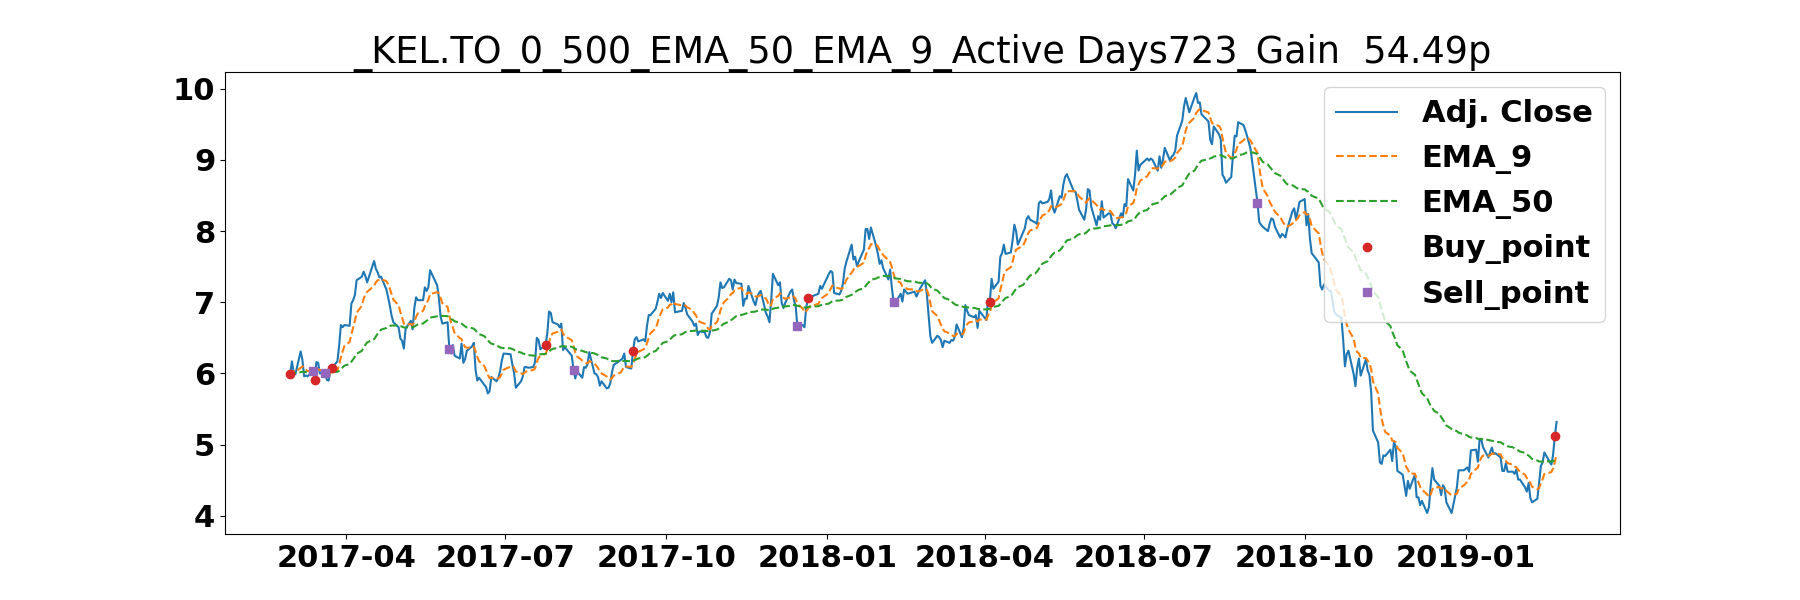 _KEL.TO_0_500_EMA_50_EMA_9_Active Days723_Gain  54.49p
10
9
8
7
6
5
4
Adj. Close
EMA_9
EMA_50
Buy_point
Sell_point
2017-04 2017-07 2017-10 2018-01 2018-04 2018-07 2018-10 2019-01